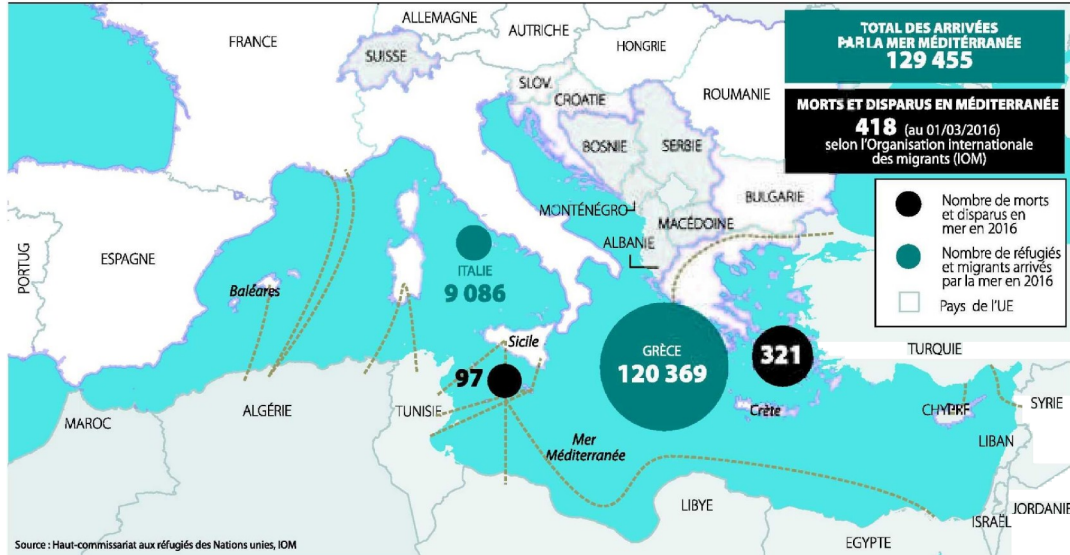 TOTAL DES ARRIVÉES
PAR LA MER MÉDITÉRRANÉE
129 455
MORTS ET DISPARUS EN MÉDITERRANÉE
418 (au 01/03/2016)
selon l'Organisation internationale
des migrants (IOM)
Nombre de morts
et disparus en
mer en 2016
Nombre de réfugiés
et migrants arrivés
par la mer en 2016
Pays de l'UE
ALLEMAGNE
FRANCE
AUTRICHE
SUISSE
HONGRIE
SLOV.
CROATIE
ROUMANIE
BOSNIE
SERBIE
BULGARIE
MONTÉNÉGRO
MACÉDOINE
ALBANIE
PORTUG
ESPAGNE
Baléares
ITALIE
9 086
Sicile
97
GRÈCE
120 369
321
TURQUIE
Crète
CHYPRE
SYRIE
LIBAN
MAROC
ALGÉRIE
TUNISIE
Mer
Méditerranée
LIBYE
EGYPTE
ISRAËL
JORDANIE
Source : Haut-commissariat aux réfugiés des Nations unies, IOM